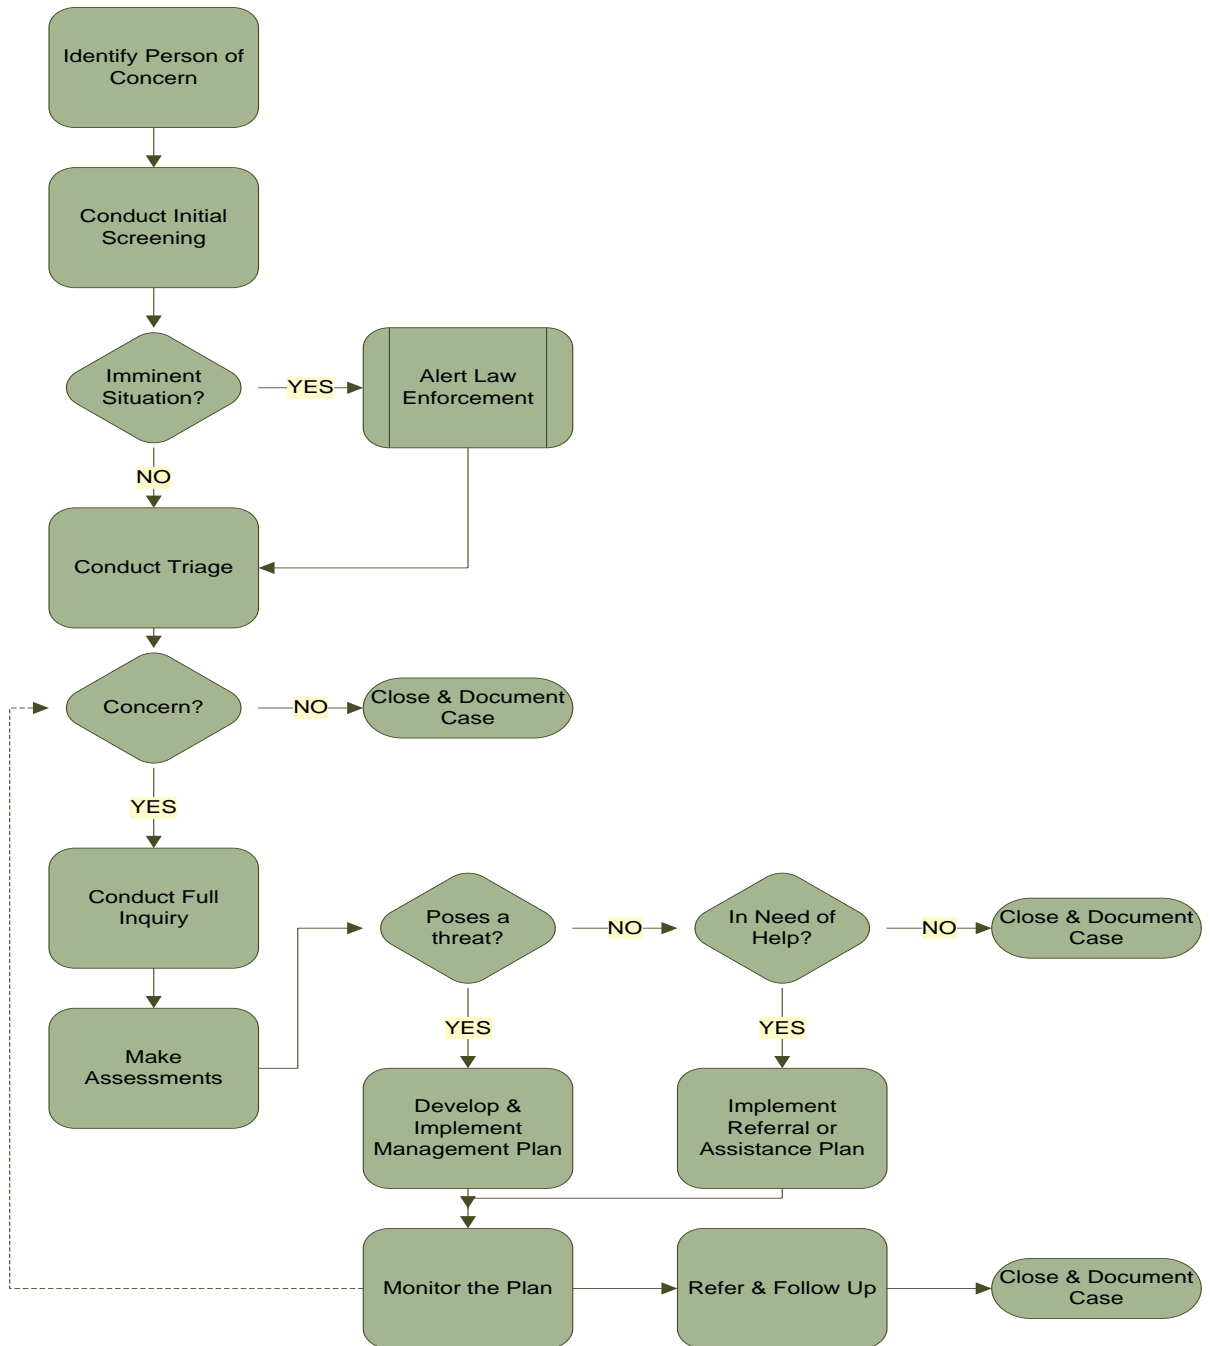 Identify Person of
Concern
Conduct Initial
Screening
Imminent
Situation?
YES
Alert Law
Enforcement
NO
Conduct Triage
Concern?
NO
Close & Document
Case
YES
Conduct Full
Inquiry
Poses a
threat?
NO
In Need of
Help?
NO
Close & Document
Case
YES
YES
Make
Assessments
Develop &
Implement
Management Plan
Implement
Referral or
Assistance Plan
Monitor the Plan
Refer & Follow Up
Close & Document
Case